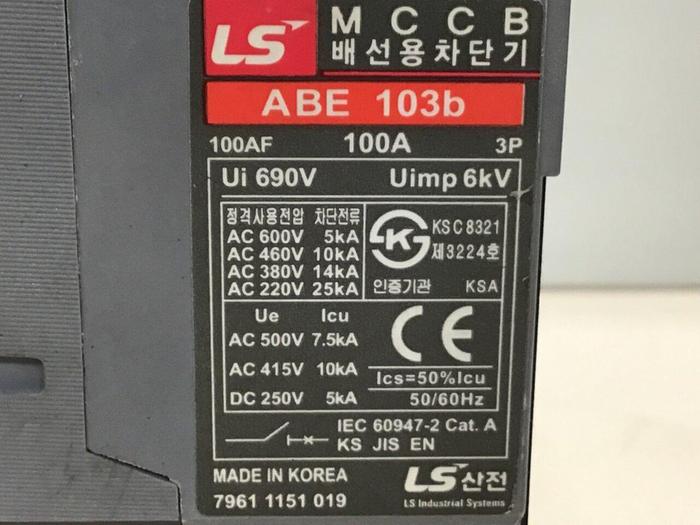 LS MCCB
배선용차단기
ABE 103b
100AF 100A 3P
Ui 690V Uimp 6kV
정격사용전압 차단전류
AC 600V 5kA
AC 460V 10kA
AC 380V 14kA
AC 220V 25kA
K KS C 8321
제3224호
인증기관 KSA
Ue Icu
AC 500V 7.5kA
AC 415V 10kA
DC 250V 5kA
CE
Ics=50%Icu
50/60Hz
IEC 60947-2 Cat. A
KS JIS EN
MADE IN KOREA
7961 1151 019
LS산전
LS Industrial Systems